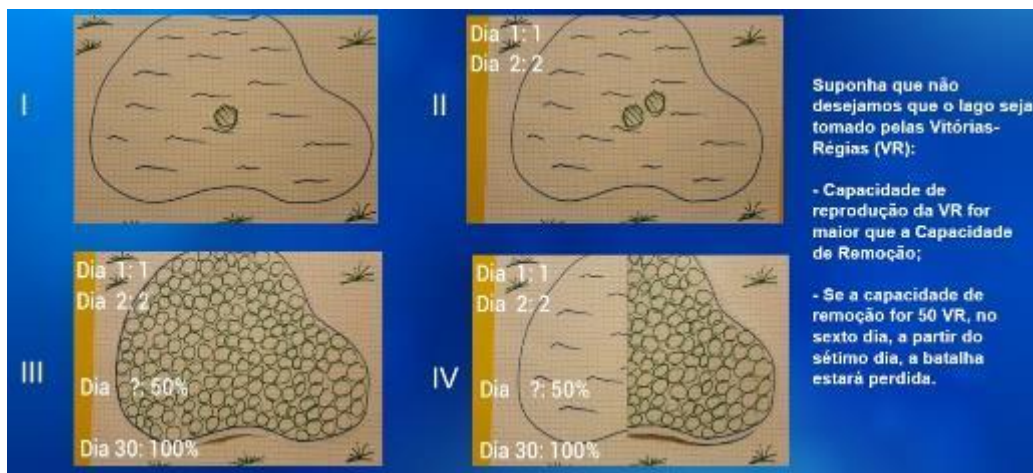 I
II
Dia 1: 1
Dia 2: 2
III
Dia 1: 1
Dia 2: 2
Dia ?: 50%
Dia 30: 100%
IV
Dia 1: 1
Dia 2: 2
Dia ?: 50%
Dia 30: 100%
Suponha que não
desejamos que o lago seja
tomado pelas Vitórias-
Régias (VR):
- Capacidade de
reprodução da VR for
maior que a Capacidade
de Remoção;
- Se a capacidade de
remoção for 50 VR, no
sexto dia, a partir do
sétimo dia, a batalha
estará perdida.